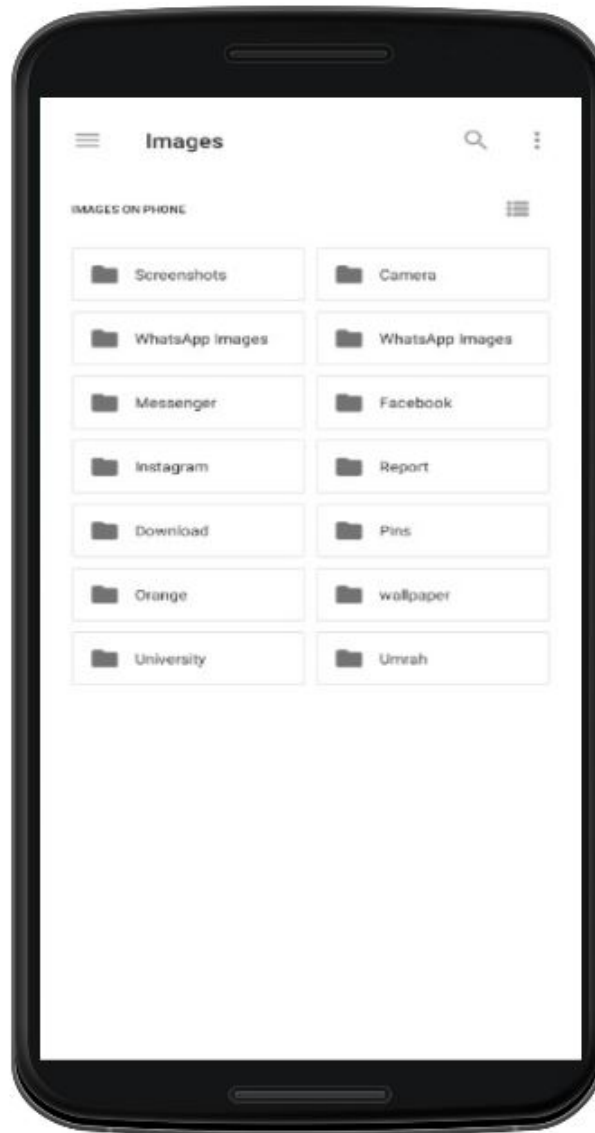 Images
IMAGES ON PHONE
Screenshots
Camera
WhatsApp Images
WhatsApp Images
Messenger
Facebook
Instagram
Report
Download
Pins
Orange
wallpaper
University
Umrah